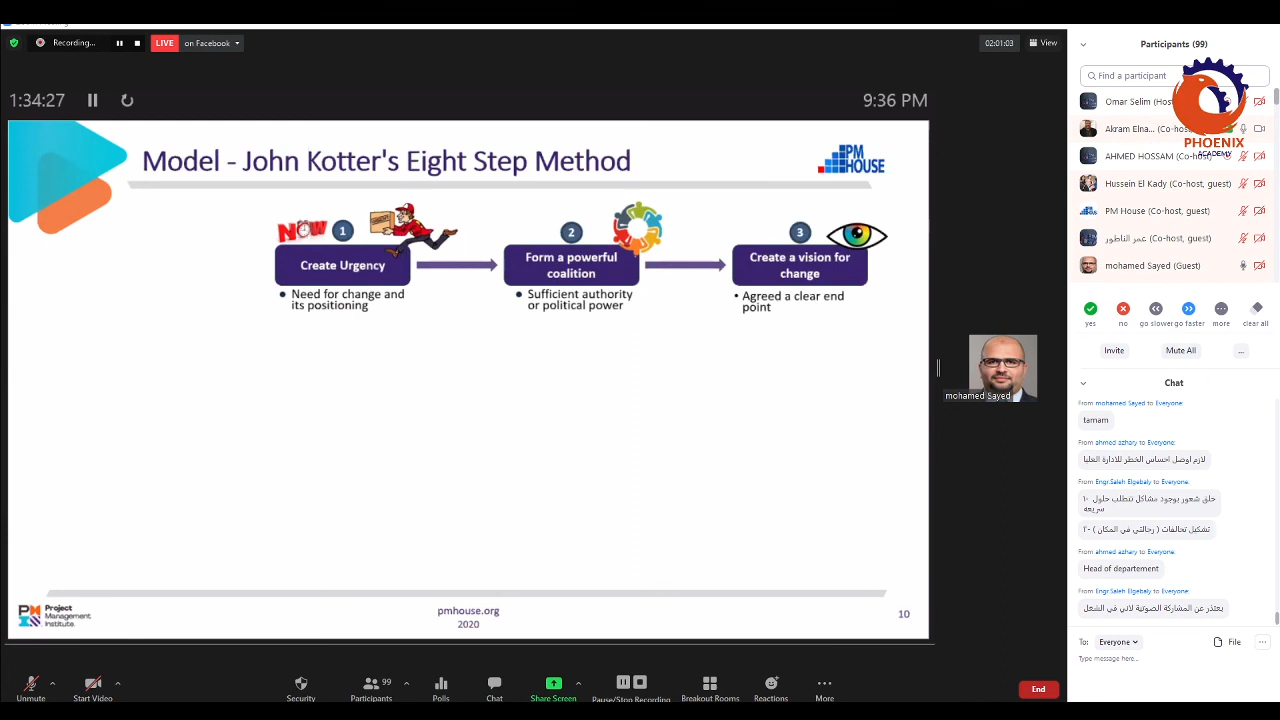 Recording...
LIVE
on Facebook
02:01:03
View
1:34:27
9:36 PM
Model - John Kotter's Eight Step Method
PM
HOUSE
NOW
1
Create Urgency
• Need for change and
its positioning
2
Form a powerful
coalition
• Sufficient authority
or political power
3
Create a vision for
change
• Agreed a clear end
point
Project
Management
Institute.
pmhouse.org
2020
10
mohamed Sayed
Participants (99)
Find a participant
PHOENIX
ACADEMY
Omar Selim (Host
Akram Elna... (Co-host,
AHMED HOSSAM (Co-host,
Hussein El Kady (Co-host, guest)
PM House (Co-host, guest)
عمر الناطور (Co-host, guest)
mohamed Sayed (Guest)
yes
no
go slower
go faster
more
clear all
Invite
Mute All
...
Chat
From mohamed Sayed to Everyone:
tamam
From ahmed azhary to Everyone:
لازم اوصل احساس الخطر للادارة العليا
From Engr.Saleh Elgebaly to Everyone:
١- خلق شعور بوجود مشاكل تتطلب حلول
سريعه
٢- تشكيل تحالفات ( رجالتي في المكان )
From ahmed azhary to Everyone:
Head of departement
From Engr.Saleh Elgebaly to Everyone:
بعتذر عن المشاركة الصوتية لاني في الشغل
To: Everyone
File
...
Type message here...
Unmute
Start Video
Security
Participants
99
Polls
Chat
Share Screen
Pause/Stop Recording
Breakout Rooms
Reactions
More
End